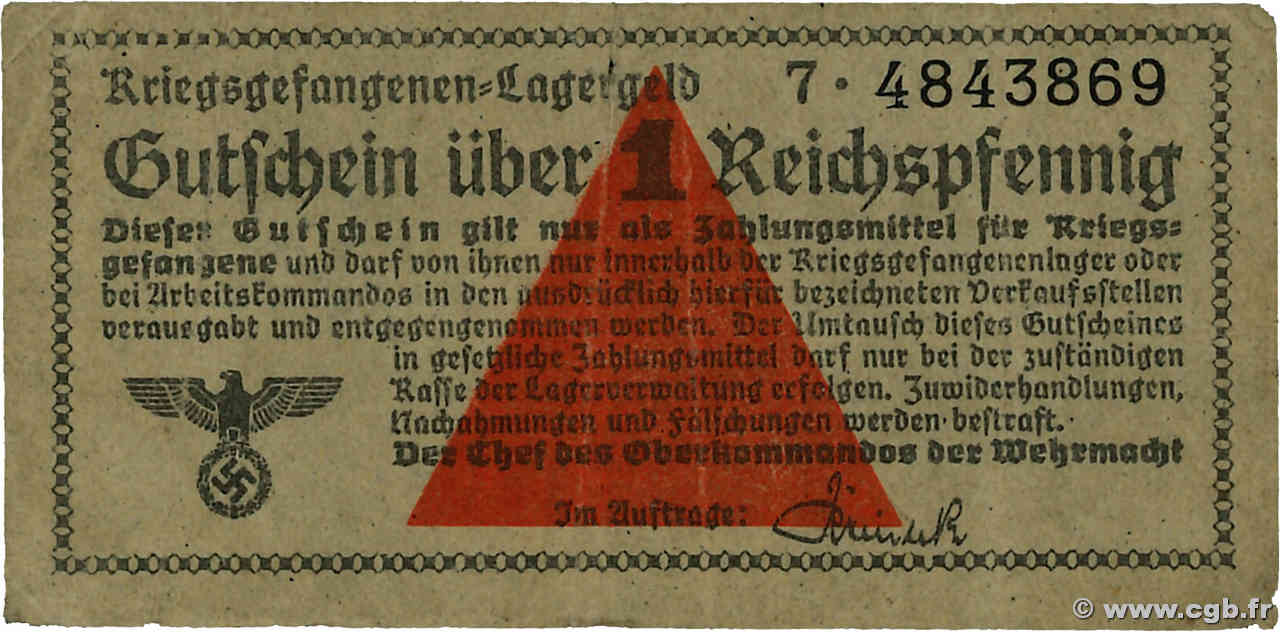 Kriegsgefangenen=Lagergeld 7 · 4843869
Gutschein über 1 Reichspfennig
Dieser Gutschein gilt nur als Zahlungsmittel für Kriegs=
gefangene und darf von ihnen nur innerhalb der Kriegsgefangenenlager oder
bei Arbeitskommandos in den ausdrücklich hierfür bezeichneten Verkaufsstellen
verausgabt und entgegengenommen werden. Der Umtausch dieses Gutscheines
in gesetzliche Zahlungsmittel darf nur bei der zuständigen
Kasse der Lagerverwaltung erfolgen. Zuwiderhandlungen,
Nachahmungen und Fälschungen werden bestraft.
Der Chef des Oberkommandos der Wehrmacht
Im Auftrage:
© www.cgb.fr